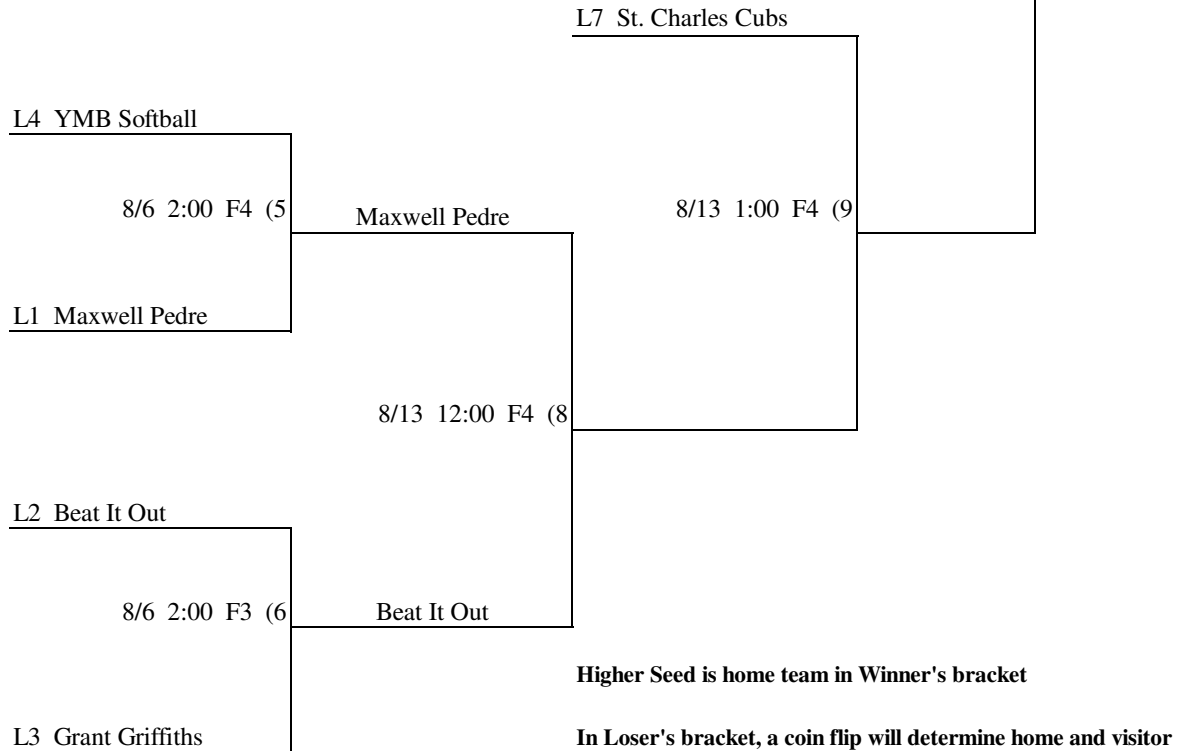 L7 St. Charles Cubs
L4 YMB Softball
8/6 2:00 F4 (5
Maxwell Pedre
8/13 1:00 F4 (9
L1 Maxwell Pedre
8/13 12:00 F4 (8
L2 Beat It Out
8/6 2:00 F3 (6
Beat It Out
Higher Seed is home team in Winner's bracket
L3 Grant Griffiths
In Loser's bracket, a coin flip will determine home and visitor